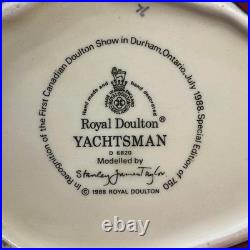 In Recognition of the First Canadian Doulton Show in Durham, Ontario, July 1988. Special Edition of 750
Hand made and hand decorated
Royal Doulton®
YACHTSMAN
D 6820
Modelled by
Stanley James Taylor
© 1988 ROYAL DOULTON